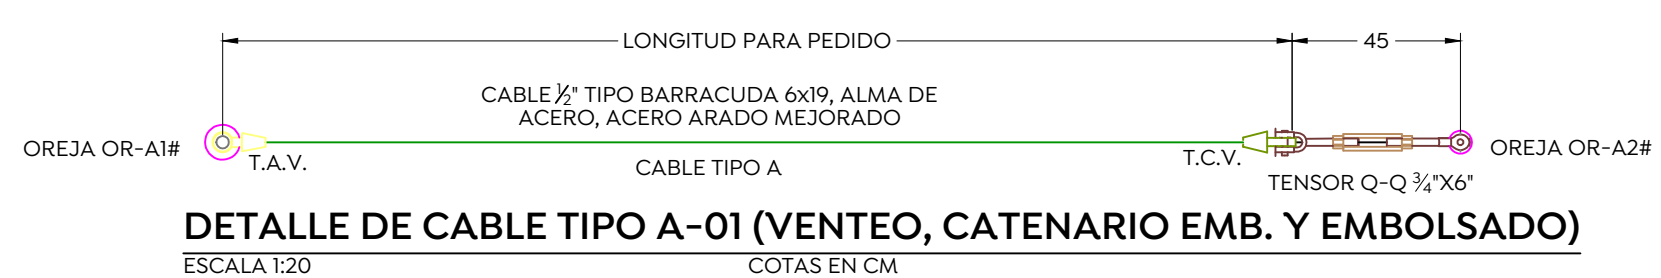 LONGITUD PARA PEDIDO
45
CABLE ½" TIPO BARRACUDA 6x19, ALMA DE
ACERO, ACERO ARADO MEJORADO
OREJA OR-A1#
T.A.V.
CABLE TIPO A
T.C.V.
OREJA OR-A2#
TENSOR Q-Q ¾"X6"
DETALLE DE CABLE TIPO A-01 (VENTEO, CATENARIO EMB. Y EMBOLSADO)
ESCALA 1:20
COTAS EN CM